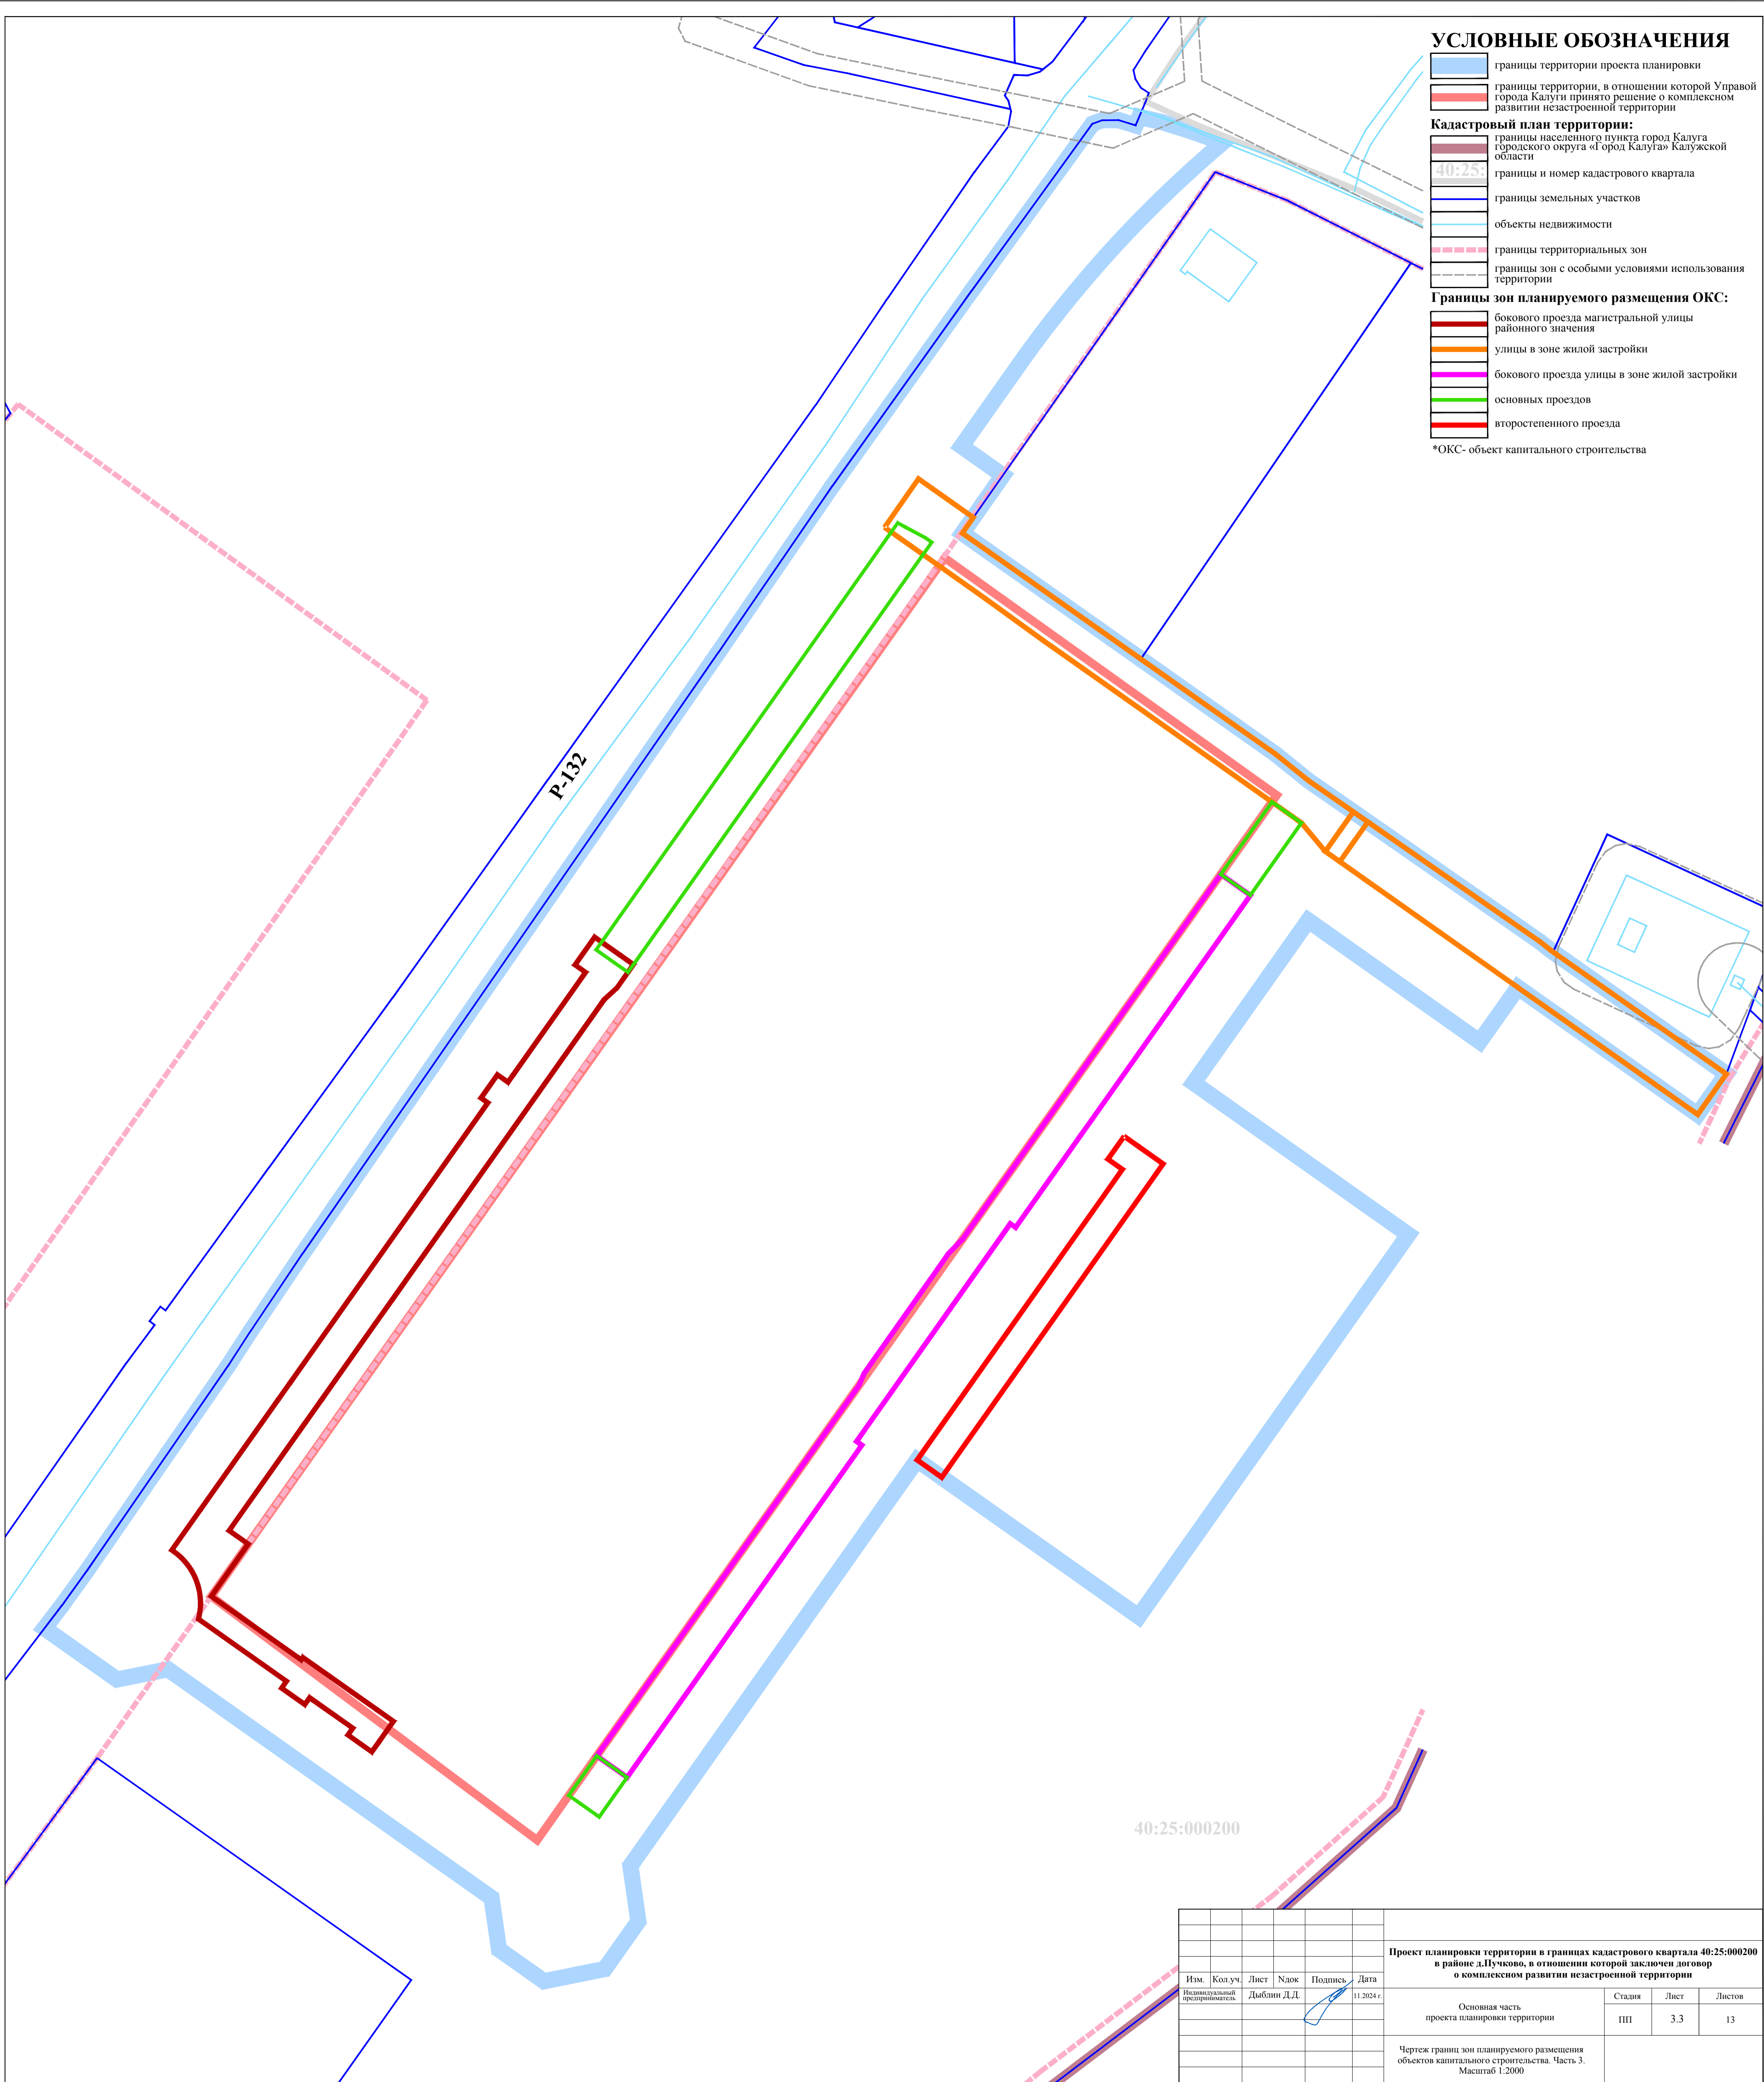 УСЛОВНЫЕ ОБОЗНАЧЕНИЯ
границы территории проекта планировки
границы территории, в отношении которой Управой
города Калуги принято решение о комплексном
развитии незастроенной территории
Кадастровый план территории:
границы населенного пункта город Калуга
городского округа «Город Калуга» Калужской
области
40:25:
границы и номер кадастрового квартала
границы земельных участков
объекты недвижимости
границы территориальных зон
границы зон с особыми условиями использования
территории
Границы зон планируемого размещения ОКС:
бокового проезда магистральной улицы
районного значения
улицы в зоне жилой застройки
бокового проезда улицы в зоне жилой застройки
основных проездов
второстепенного проезда
*ОКС- объект капитального строительства
Р-132
40:25:000200
Проект планировки территории в границах кадастрового квартала 40:25:000200
в районе д.Пучково, в отношении которой заключен договор
о комплексном развитии незастроенной территории
Изм. Кол.уч. Лист Nдок Подпись Дата
Индивидуальный
предприниматель
Дыблин Д.Д.
11.2024 г.
Основная часть
проекта планировки территории
Стадия Лист Листов
ПП 3.3 13
Чертеж границ зон планируемого размещения
объектов капитального строительства. Часть 3.
Масштаб 1:2000